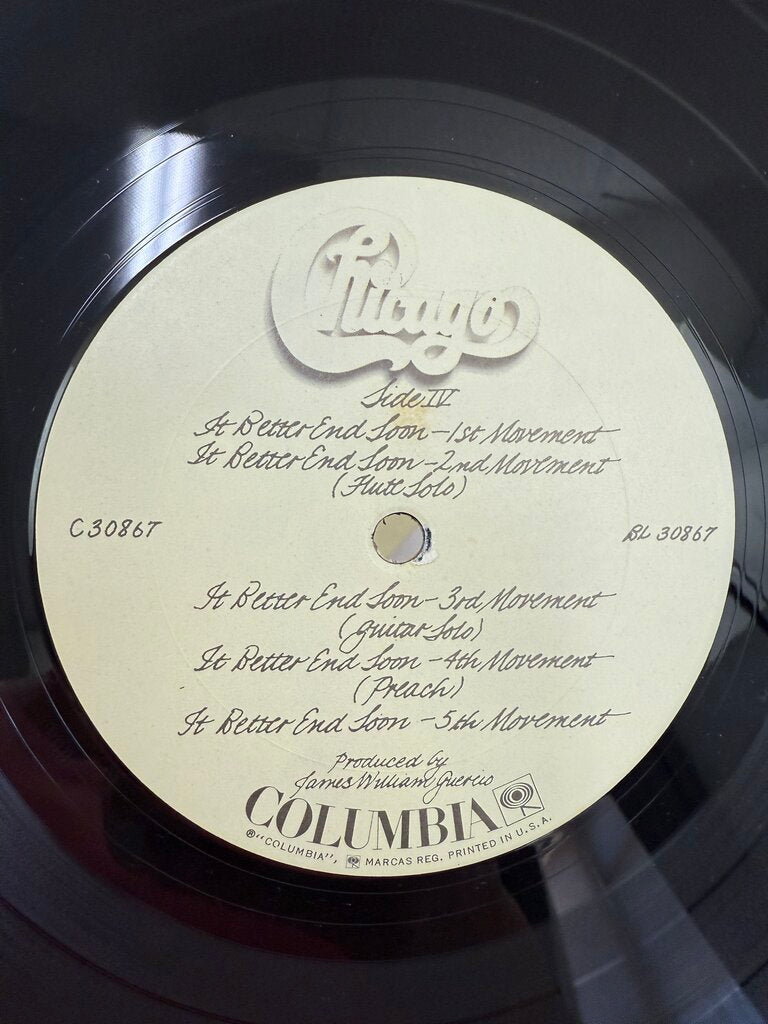 Chicago
Side IV
It Better End Soon - 1st Movement
It Better End Soon - 2nd Movement
(Flute Solo)
C 30867
BL 30867
It Better End Soon - 3rd Movement
(Guitar Solo)
It Better End Soon - 4th Movement
(Preach)
It Better End Soon - 5th Movement
Produced by
James William Guercio
COLUMBIA
®"COLUMBIA", MARCAS REG. PRINTED IN U.S.A.